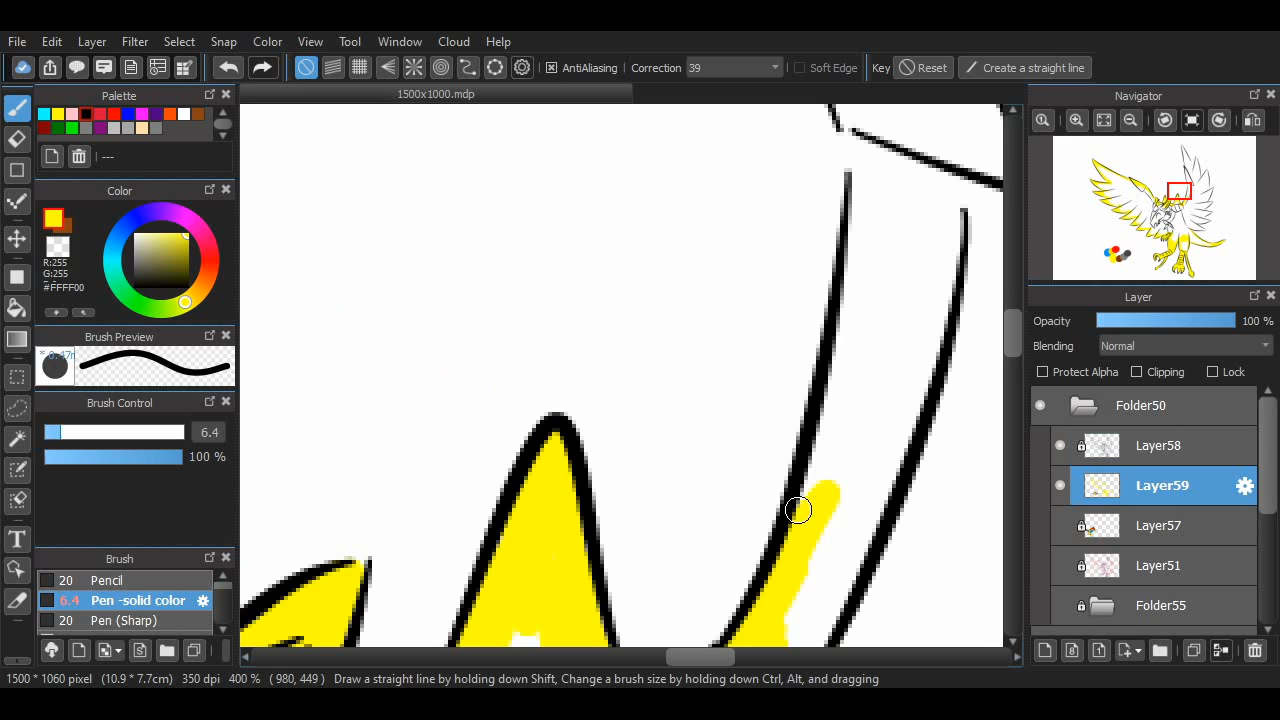 File Edit Layer Filter Select Snap Color View Tool Window Cloud Help
AntiAliasing Correction 39 Soft Edge Key Reset Create a straight line
Palette
1500x1000.mdp
Navigator
---
Color
R:255
G:255
#FFFF00
Layer
Opacity 100 %
Brush Preview
Blending Normal
Protect Alpha Clipping Lock
Brush Control
Folder50
6.4
Layer58
100 %
Layer59
Layer57
Brush
Layer51
20 Pencil
6.4 Pen -solid color
Folder55
20 Pen (Sharp)
T
1500 * 1060 pixel (10.9 * 7.7cm) 350 dpi 400 % ( 980, 449 ) Draw a straight line by holding down Shift, Change a brush size by holding down Ctrl, Alt, and dragging